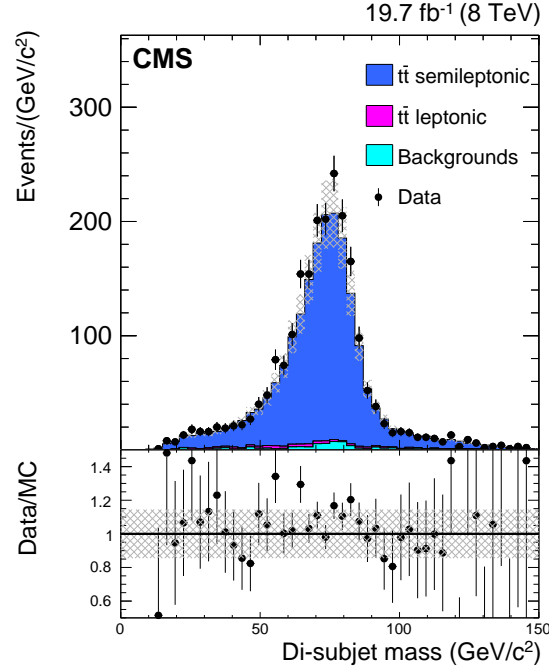 19.7 fb⁻¹ (8 TeV)
CMS
Events/(GeV/c²)
300
200
100
tt̄ semileptonic
tt̄ leptonic
Backgrounds
Data
Data/MC
1.4
1.2
1
0.8
0.6
0 50 100 150
Di-subjet mass (GeV/c²)